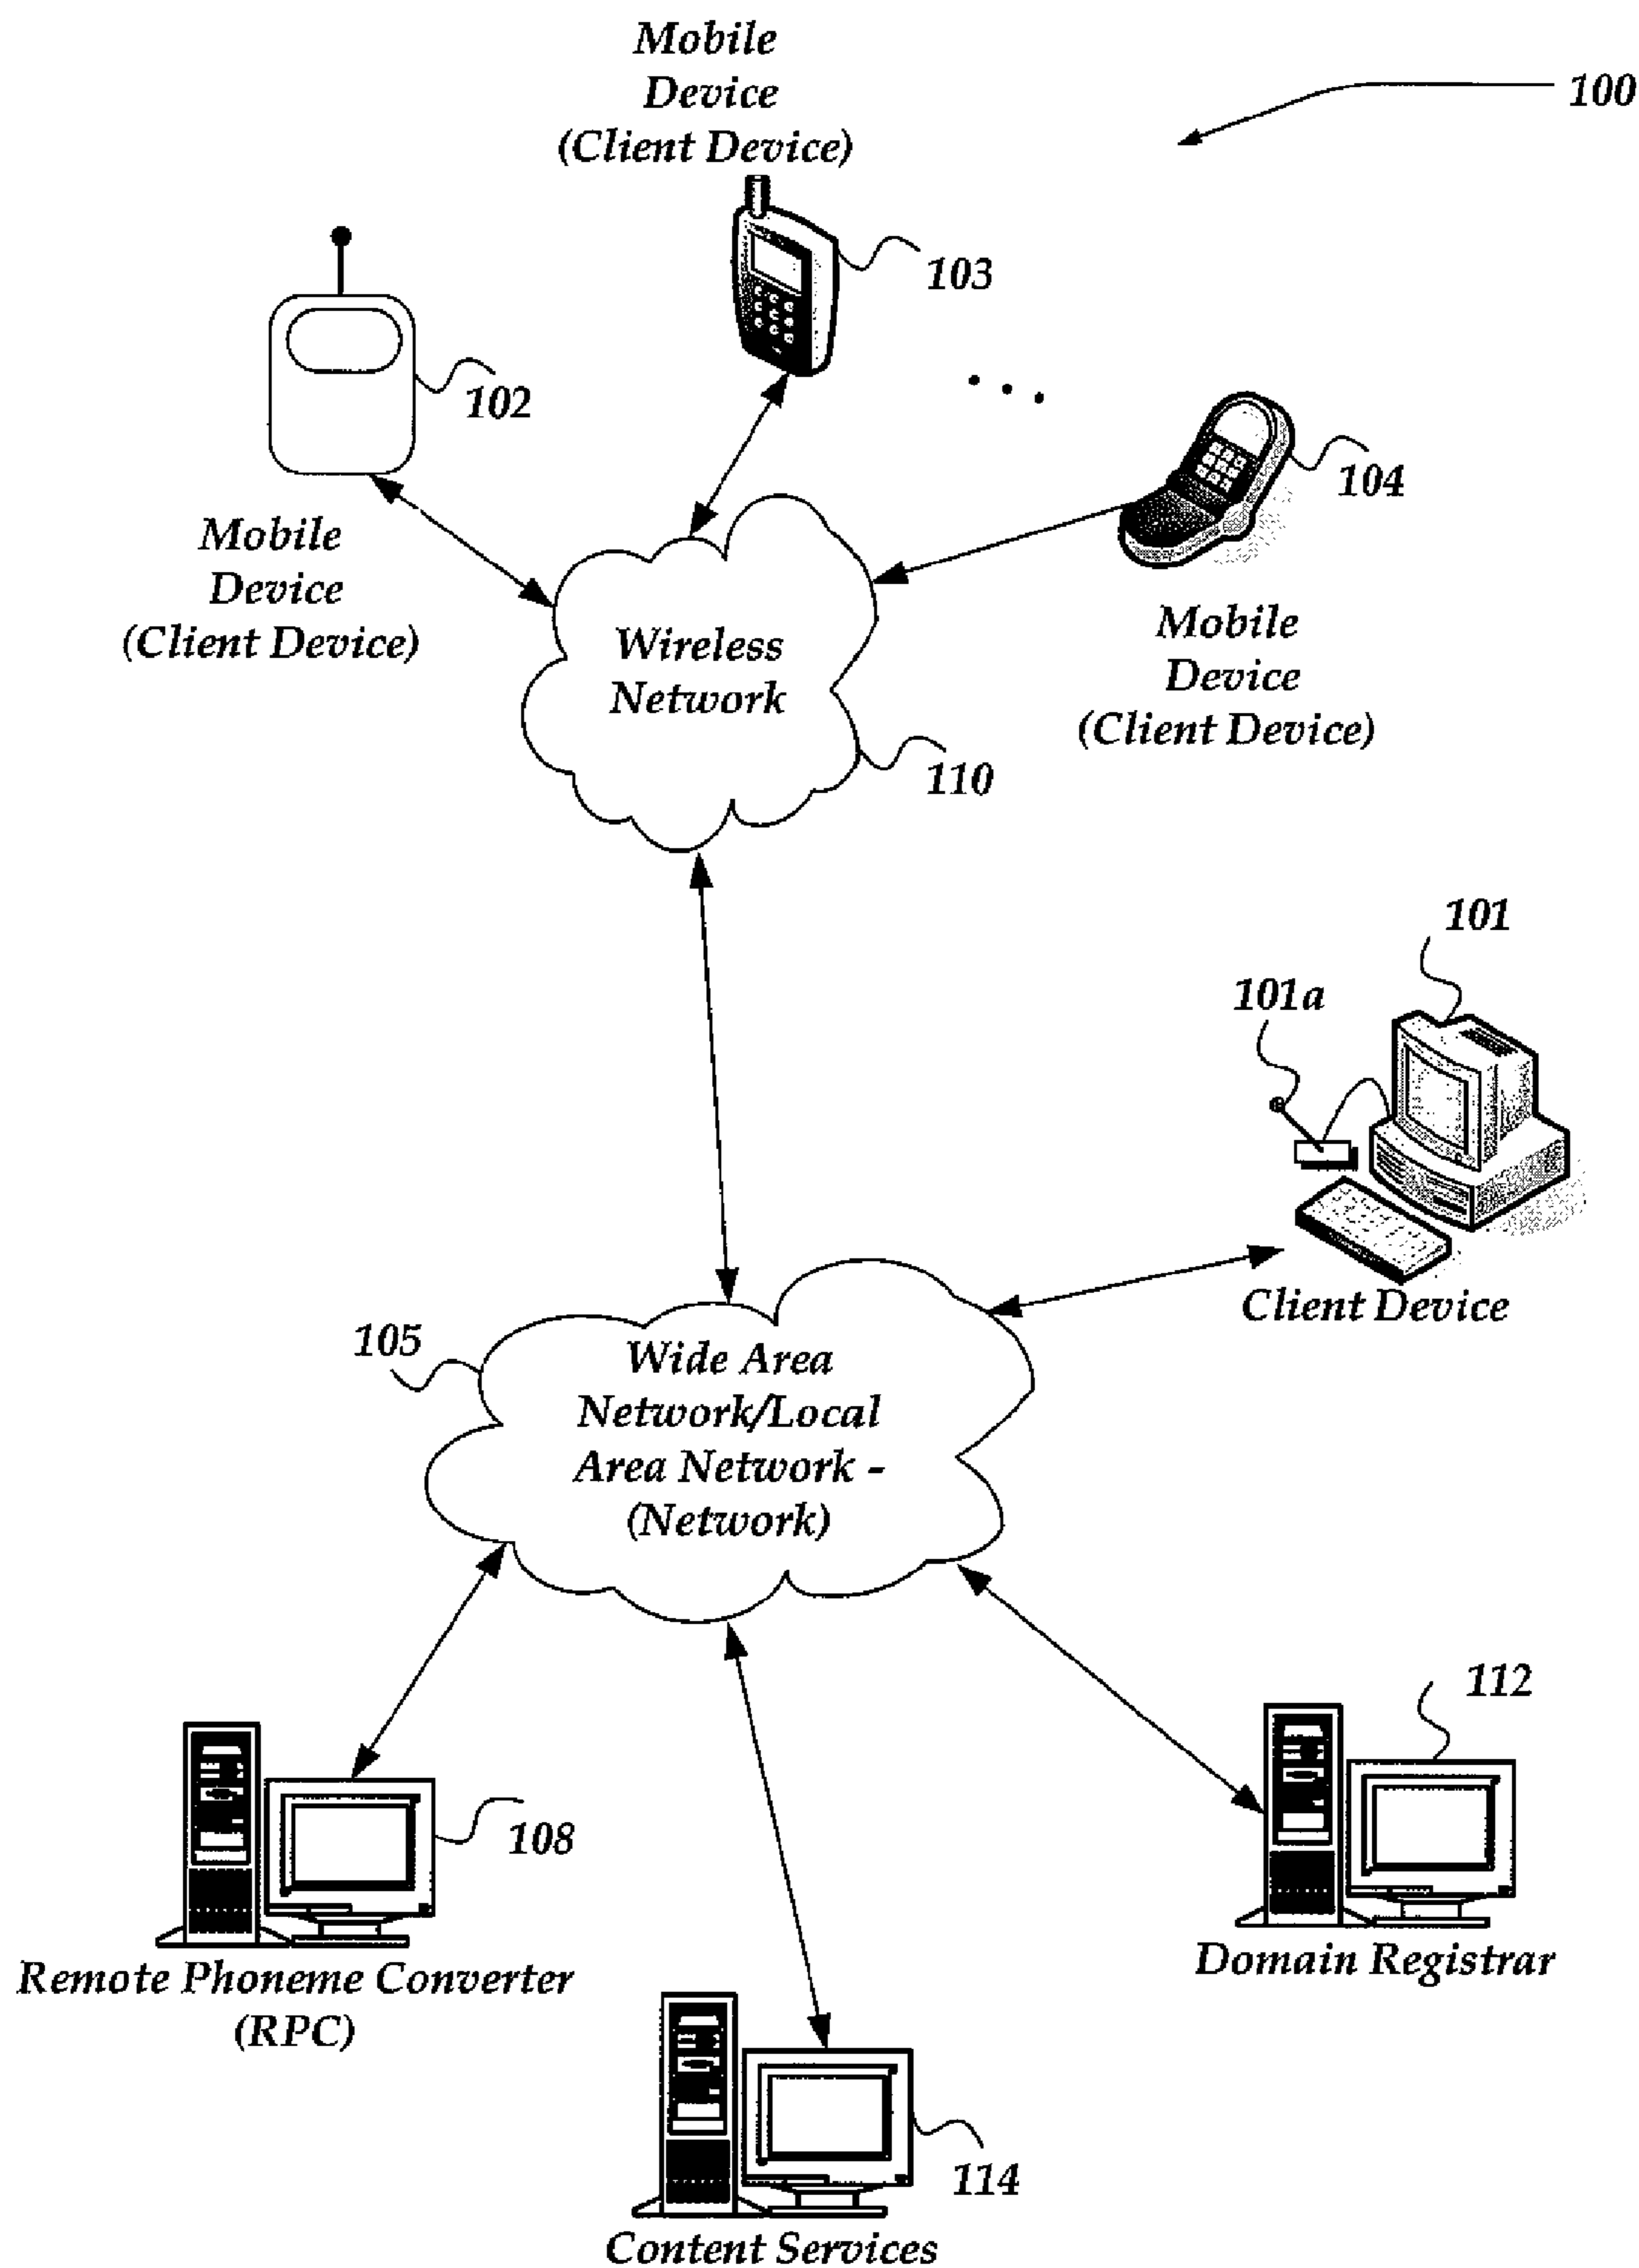 Mobile
Device
(Client Device)
100
103
102
104
Mobile
Device
(Client Device)
Mobile
Device
(Client Device)
Wireless
Network
110
101
101a
Client Device
105
Wide Area
Network/Local
Area Network -
(Network)
112
108
Domain Registrar
Remote Phoneme Converter
(RPC)
114
Content Services